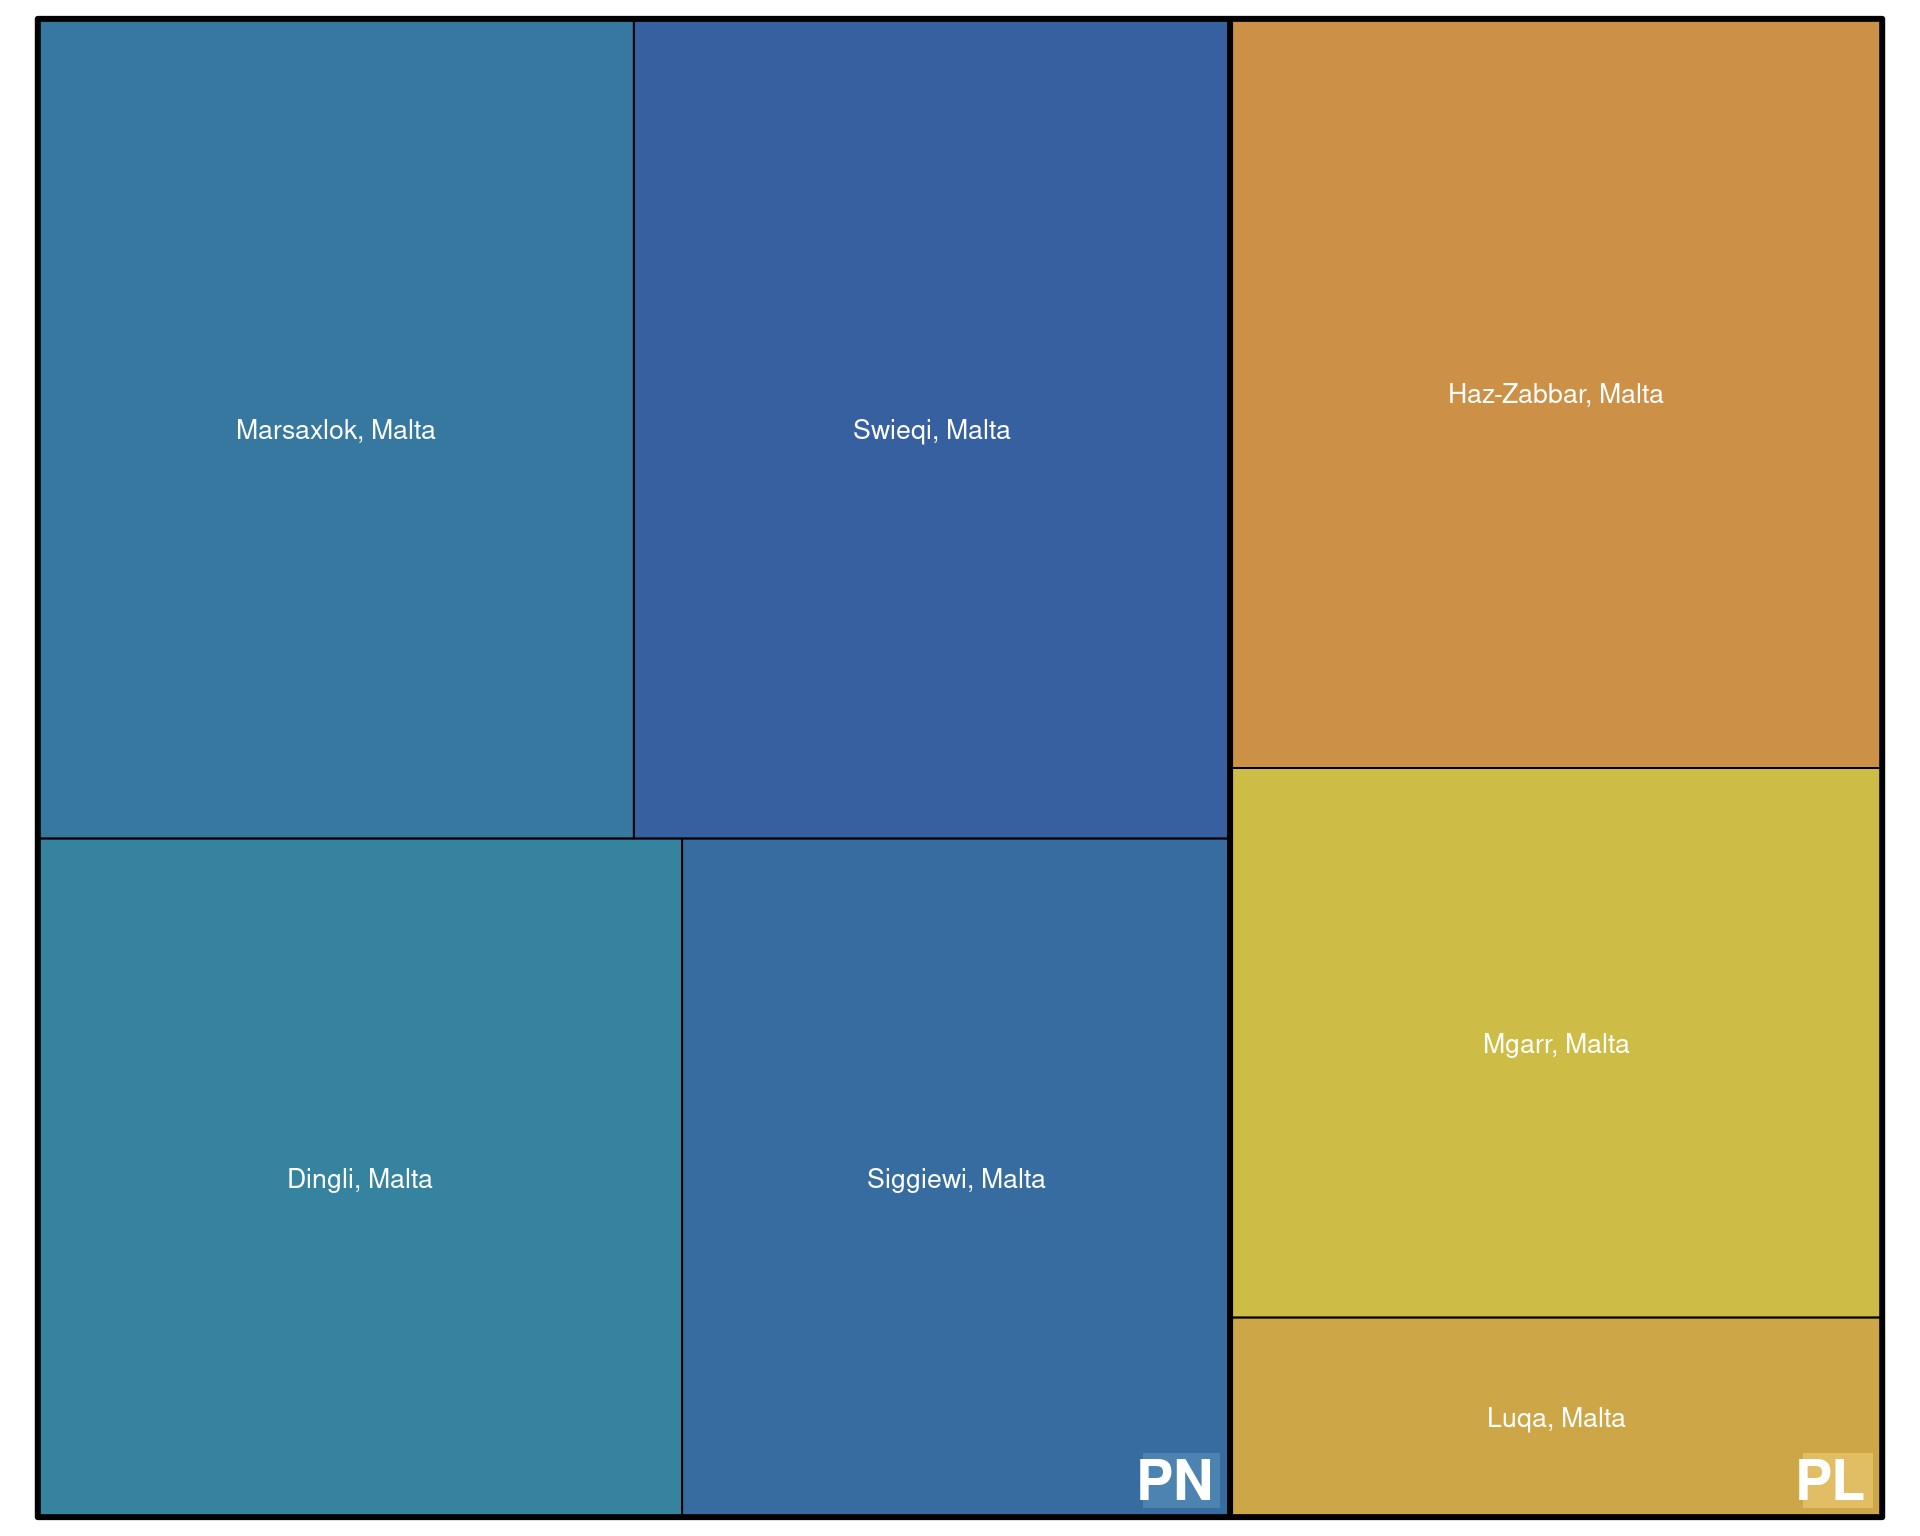 Marsaxlok, Malta
Swieqi, Malta
Haz-Zabbar, Malta
Mgarr, Malta
Dingli, Malta
Siggiewi, Malta
Luqa, Malta
PN
PL